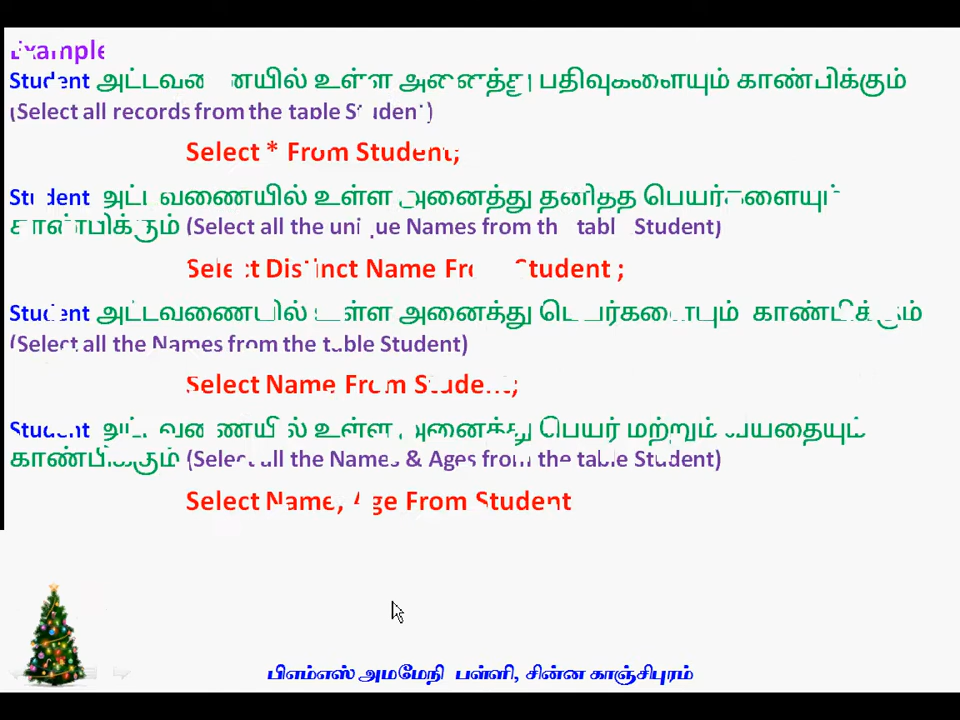 Example
Student அட்டவணையில் உள்ள அனைத்து பதிவுகளையும் காண்பிக்கும்
(Select all records from the table Student)
Select * From Student;
Student அட்டவணையில் உள்ள அனைத்து தனித்த பெயர்களையும்
காண்பிக்கும் (Select all the unique Names from the table Student)
Select Distinct Name From Student ;
Student அட்டவணையில் உள்ள அனைத்து பெயர்களையும் காண்பிக்கும்
(Select all the Names from the table Student)
Select Name From Student;
Student அட்டவணையில் உள்ள அனைத்து பெயர் மற்றும் வயதையும்
காண்பிக்கும் (Select all the Names & Ages from the table Student)
Select Name, Age From Student
பள்ளி, சின்ன காஞ்சிபுரம்